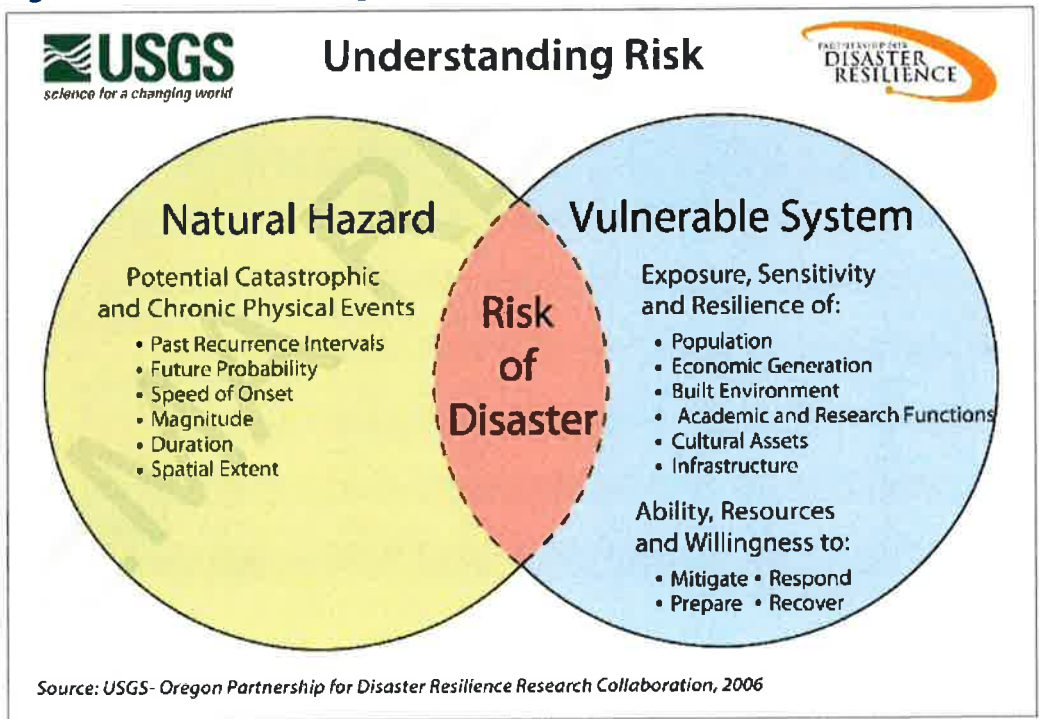 USGS
science for a changing world
Understanding Risk
PARTNERSHIP FOR
DISASTER
RESILIENCE
Natural Hazard
Potential Catastrophic
and Chronic Physical Events
• Past Recurrence Intervals
• Future Probability
• Speed of Onset
• Magnitude
• Duration
• Spatial Extent
Risk
of
Disaster
Vulnerable System
Exposure, Sensitivity
and Resilience of:
• Population
• Economic Generation
• Built Environment
• Academic and Research Functions
• Cultural Assets
• Infrastructure
Ability, Resources
and Willingness to:
• Mitigate • Respond
• Prepare • Recover
Source: USGS- Oregon Partnership for Disaster Resilience Research Collaboration, 2006